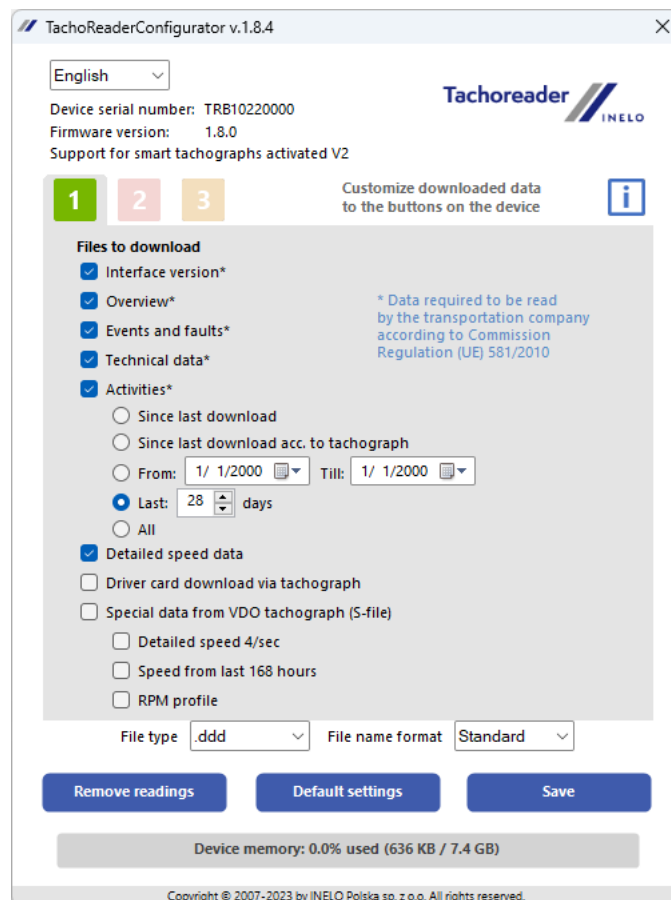 TachoReaderConfigurator v.1.8.4
English
Tachoreader
INELO
Device serial number: TRB10220000
Firmware version: 1.8.0
Support for smart tachographs activated V2
1 2 3
Customize downloaded data
to the buttons on the device
i
Files to download
Interface version*
Overview*
Events and faults*
Technical data*
* Data required to be read
by the transportation company
according to Commission
Regulation (UE) 581/2010
Activities*
Since last download
Since last download acc. to tachograph
From: 1/ 1/2000 Till: 1/ 1/2000
Last: 28 days
All
Detailed speed data
Driver card download via tachograph
Special data from VDO tachograph (S-file)
Detailed speed 4/sec
Speed from last 168 hours
RPM profile
File type .ddd File name format Standard
Remove readings Default settings Save
Device memory: 0.0% used (636 KB / 7.4 GB)
Copyright © 2007-2023 by INELO Polska sp. z o.o. All rights reserved.